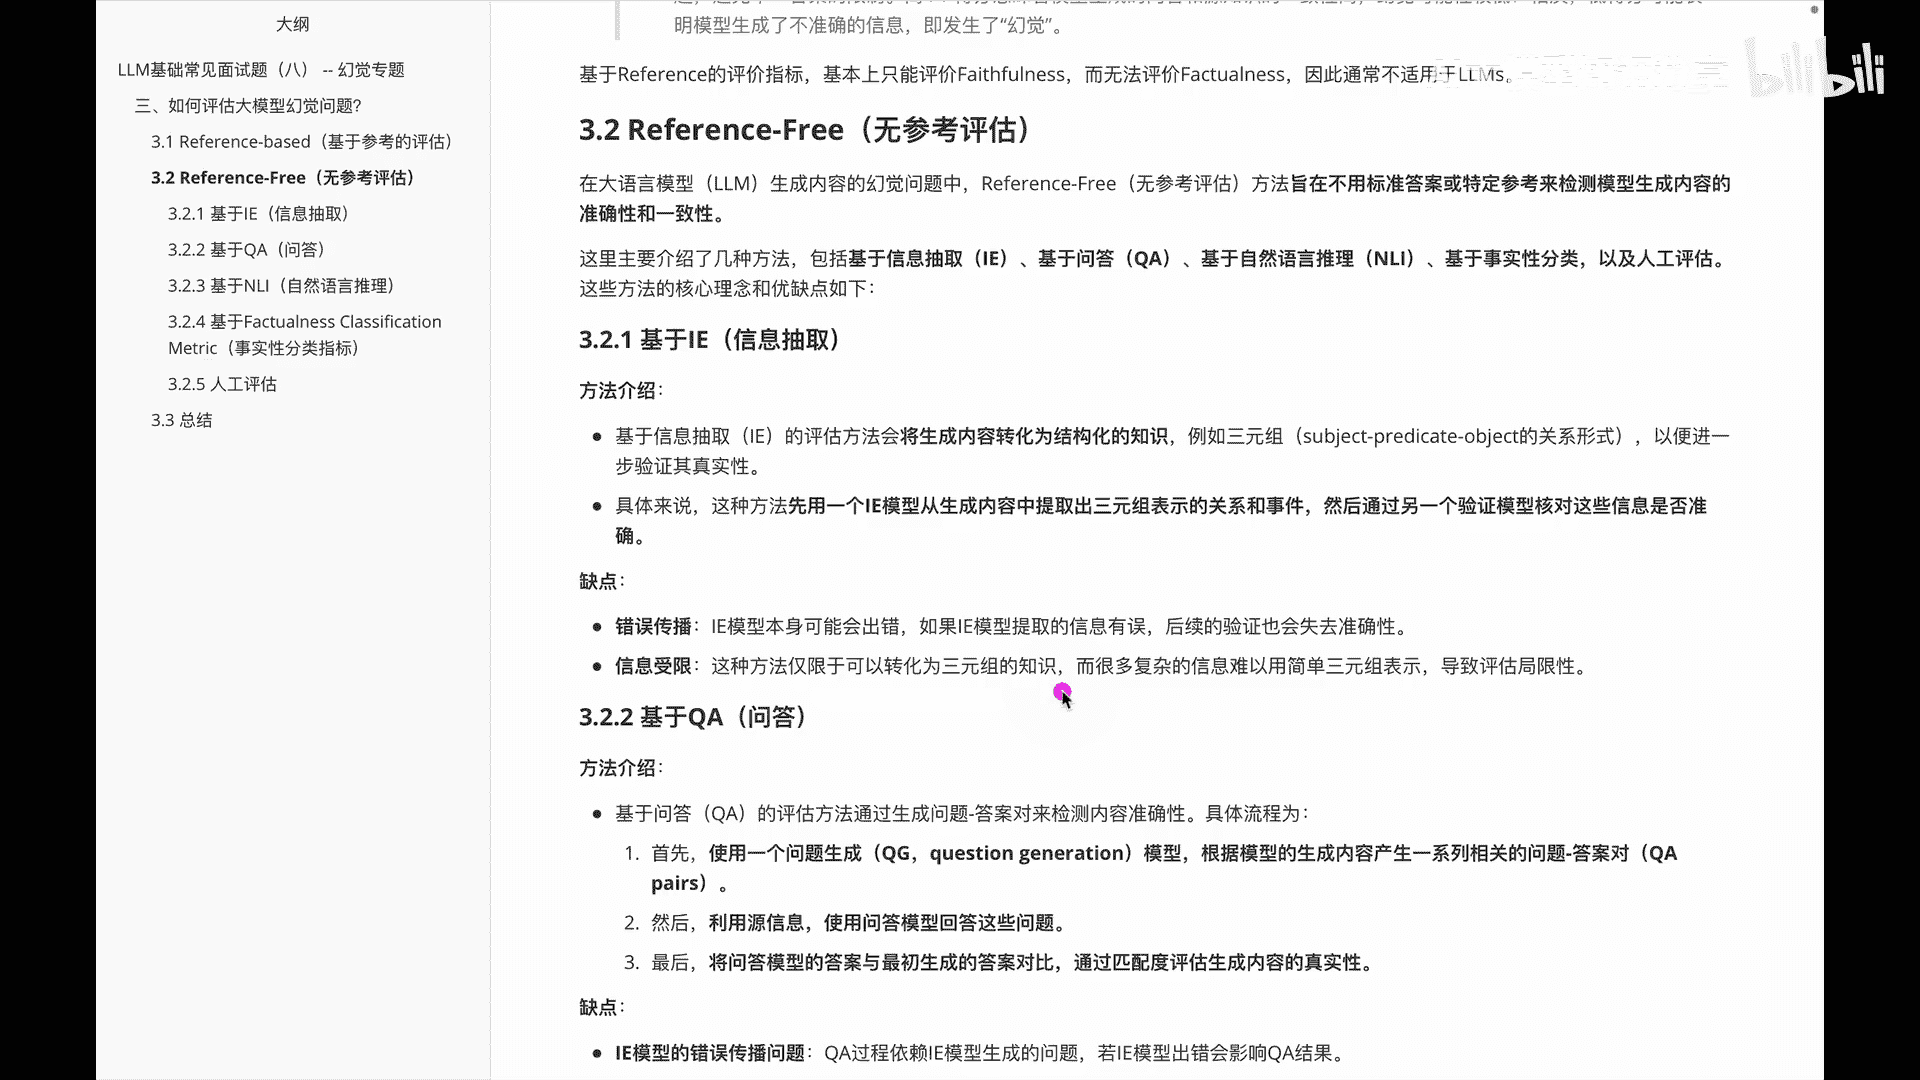 大纲
LLM基础常见面试题（八） -- 幻觉专题
三、如何评估大模型幻觉问题?
3.1 Reference-based（基于参考的评估）
3.2 Reference-Free（无参考评估）
3.2.1 基于IE（信息抽取）
3.2.2 基于QA（问答）
3.2.3 基于NLI（自然语言推理）
3.2.4 基于Factualness Classification
Metric（事实性分类指标）
3.2.5 人工评估
3.3 总结
明模型生成了不准确的信息，即发生了“幻觉”。
基于Reference的评价指标，基本上只能评价Faithfulness，而无法评价Factualness，因此通常不适用于LLMs。
bilibili
3.2 Reference-Free（无参考评估）
在大语言模型（LLM）生成内容的幻觉问题中，Reference-Free（无参考评估）方法旨在不用标准答案或特定参考来检测模型生成内容的
准确性和一致性。
这里主要介绍了几种方法，包括基于信息抽取（IE）、基于问答（QA）、基于自然语言推理（NLI）、基于事实性分类，以及人工评估。
这些方法的核心理念和优缺点如下：
3.2.1 基于IE（信息抽取）
方法介绍：
● 基于信息抽取（IE）的评估方法会将生成内容转化为结构化的知识，例如三元组（subject-predicate-object的关系形式），以便进一
步验证其真实性。
● 具体来说，这种方法先用一个IE模型从生成内容中提取出三元组表示的关系和事件，然后通过另一个验证模型核对这些信息是否准
确。
缺点：
● 错误传播：IE模型本身可能会出错，如果IE模型提取的信息有误，后续的验证也会失去准确性。
● 信息受限：这种方法仅限于可以转化为三元组的知识，而很多复杂的信息难以用简单三元组表示，导致评估局限性。
3.2.2 基于QA（问答）
方法介绍：
● 基于问答（QA）的评估方法通过生成问题-答案对来检测内容准确性。具体流程为：
1. 首先，使用一个问题生成（QG，question generation）模型，根据模型的生成内容产生一系列相关的问题-答案对（QA
pairs）。
2. 然后，利用源信息，使用问答模型回答这些问题。
3. 最后，将问答模型的答案与最初生成的答案对比，通过匹配度评估生成内容的真实性。
缺点：
● IE模型的错误传播问题：QA过程依赖IE模型生成的问题，若IE模型出错会影响QA结果。